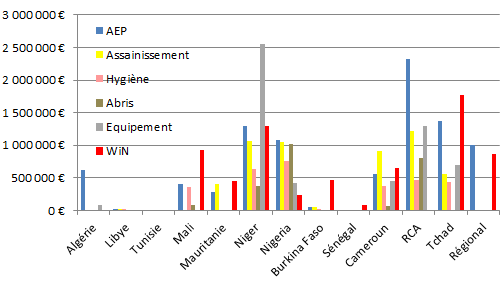 3 000 000 €
2 500 000 €
2 000 000 €
1 500 000 €
1 000 000 €
500 000 €
0 €
AEP
Assainissement
Hygiène
Abris
Equipement
WiN
Algérie
Libye
Tunisie
Mali
Mauritanie
Niger
Nigeria
Burkina Faso
Sénégal
Cameroun
RCA
Tchad
Régional